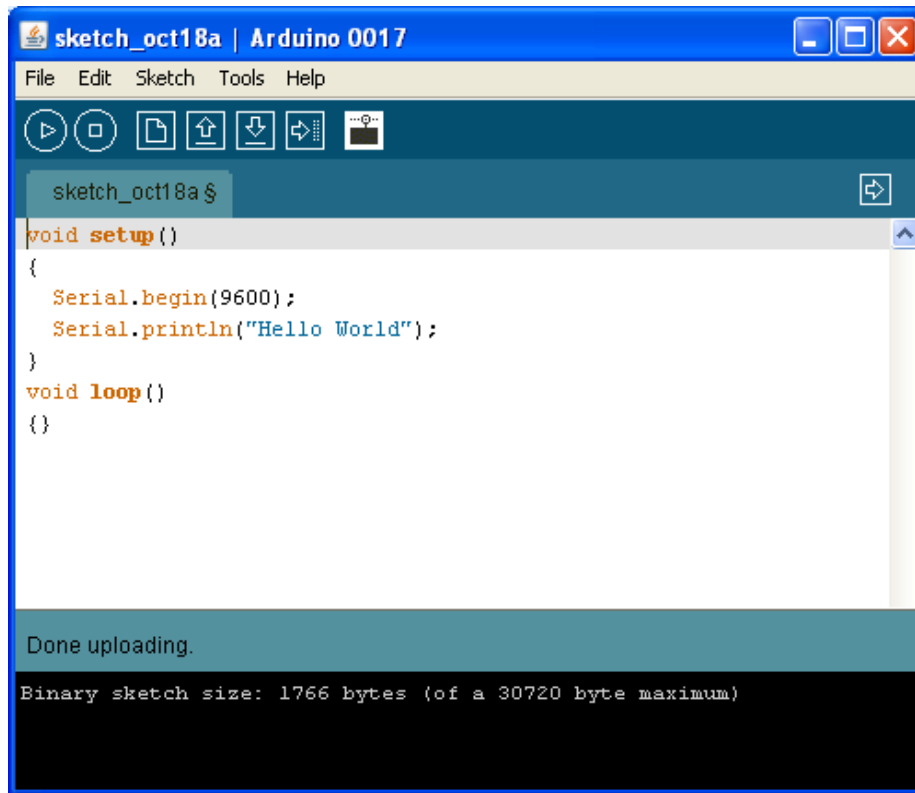 sketch_oct18a | Arduino 0017
File Edit Sketch Tools Help
sketch_oct18a §
void setup()
{
  Serial.begin(9600);
  Serial.println("Hello World");
}
void loop()
{}
Done uploading.
Binary sketch size: 1766 bytes (of a 30720 byte maximum)